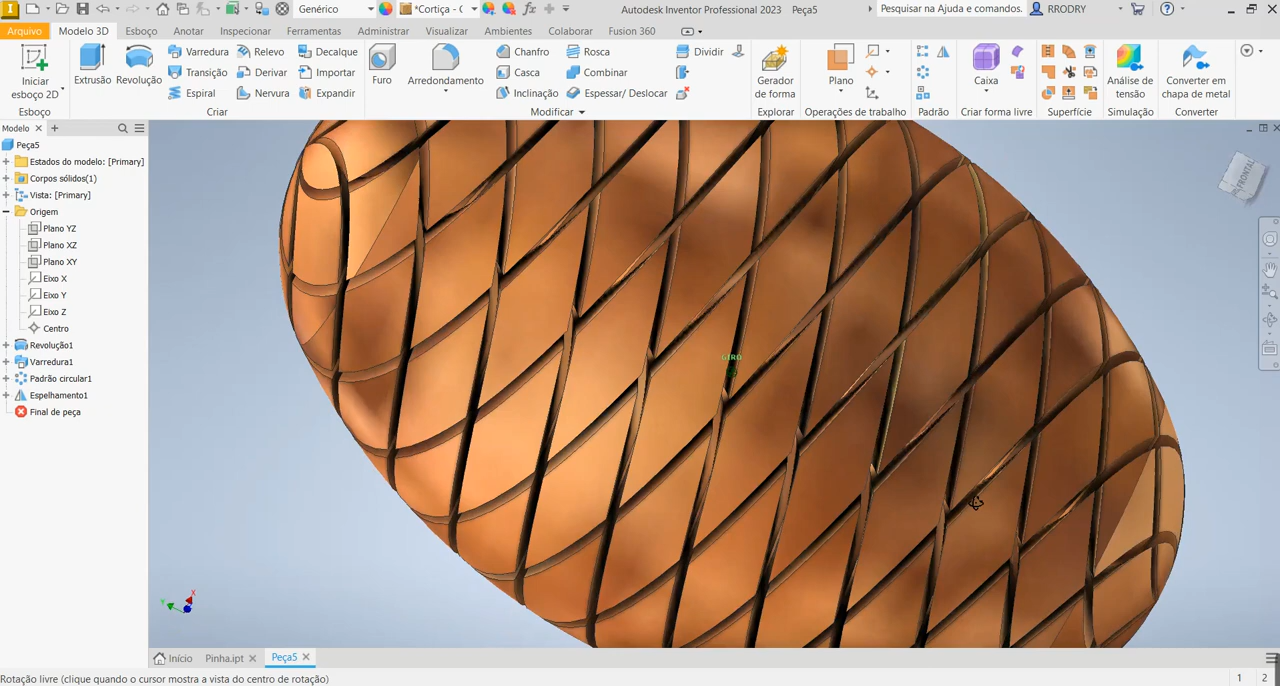 Genérico
*Cortiça - C
fx
Autodesk Inventor Professional 2023 Peça5
Pesquisar na Ajuda e comandos.
RRODRY
Arquivo Modelo 3D Esboço Anotar Inspecionar Ferramentas Administrar Visualizar Ambientes Colaborar Fusion 360
Iniciar
esboço 2D
Extrusão
Revolução
Varredura
Transição
Espiral
Relevo
Derivar
Nervura
Decalque
Importar
Expandir
Furo
Arredondamento
Chanfro
Casca
Inclinação
Rosca
Combinar
Espessar/ Deslocar
Dividir
Gerador
de forma
Plano
Caixa
Análise de
tensão
Converter em
chapa de metal
Esboço
Criar
Modificar
Explorar
Operações de trabalho
Padrão
Criar forma livre
Superfície
Simulação
Converter
Modelo
Peça5
Estados do modelo: [Primary]
Corpos sólidos(1)
Vista: [Primary]
Origem
Plano YZ
Plano XZ
Plano XY
Eixo X
Eixo Y
Eixo Z
Centro
Revolução1
Varredura1
Padrão circular1
Espelhamento1
Final de peça
FRONTAL
GIRO
X
Y
Início
Pinha.ipt
Peça5
Rotação livre (clique quando o cursor mostra a vista do centro de rotação)
1 2